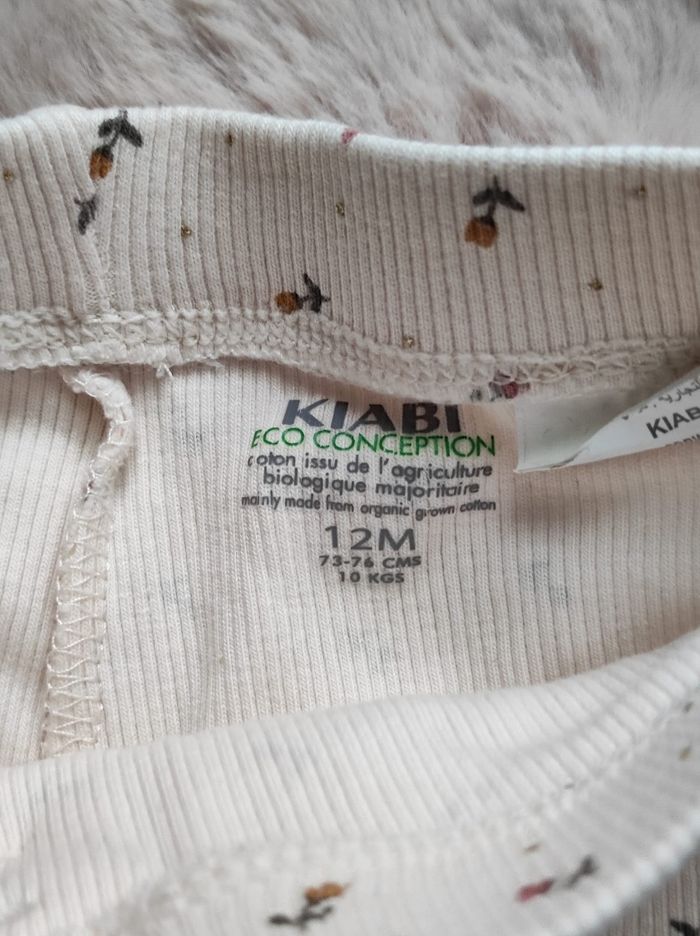 KIABI
ECO CONCEPTION
coton issu de l'agriculture
biologique majoritaire
mainly made from organic grown cotton
12M
73-76 CMS
10 KGS
KIAB